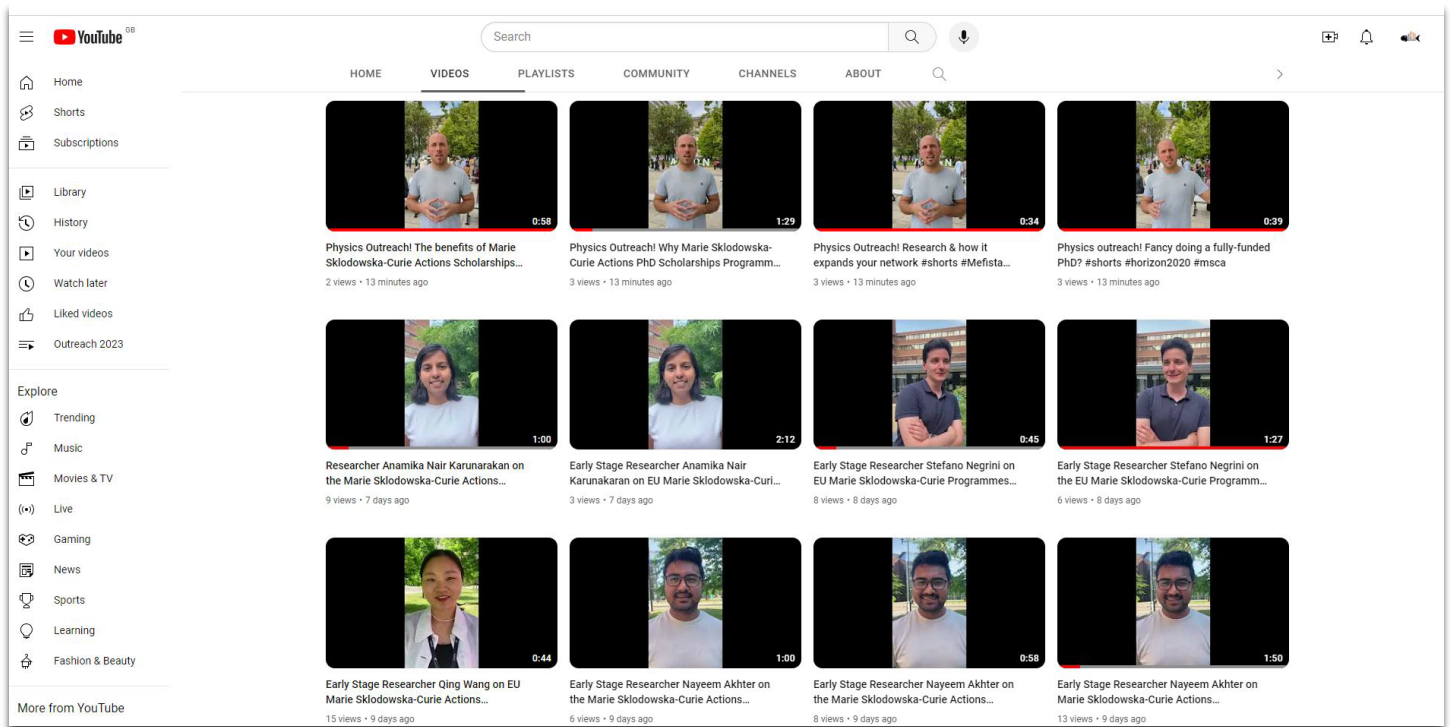 YouTube GB
Search
HOME VIDEOS PLAYLISTS COMMUNITY CHANNELS ABOUT
Home
Shorts
Subscriptions
Library
History
Your videos
Watch later
Liked videos
Outreach 2023
Explore
Trending
Music
Movies & TV
Live
Gaming
News
Sports
Learning
Fashion & Beauty
More from YouTube
0:58
Physics Outreach! The benefits of Marie
Sklodowska-Curie Actions Scholarships...
2 views • 13 minutes ago
1:29
Physics Outreach! Why Marie Sklodowska-
Curie Actions PhD Scholarships Programm...
3 views • 13 minutes ago
0:34
Physics Outreach! Research & how it
expands your network #shorts #Mefista...
3 views • 13 minutes ago
0:39
Physics outreach! Fancy doing a fully-funded
PhD? #shorts #horizon2020 #msca
3 views • 13 minutes ago
1:00
Researcher Anamika Nair Karunarakan on
the Marie Sklodowska-Curie Actions...
9 views • 7 days ago
2:12
Early Stage Researcher Anamika Nair
Karunakaran on EU Marie Sklodowska-Curi...
3 views • 7 days ago
0:45
Early Stage Researcher Stefano Negrini on
EU Marie Sklodowska-Curie Programmes...
8 views • 8 days ago
1:27
Early Stage Researcher Stefano Negrini on
the EU Marie Sklodowska-Curie Programm...
6 views • 8 days ago
0:44
Early Stage Researcher Qing Wang on EU
Marie Sklodowska-Curie Actions...
15 views • 9 days ago
1:00
Early Stage Researcher Nayeem Akhter on
the Marie Sklodowska-Curie Actions...
6 views • 9 days ago
0:58
Early Stage Researcher Nayeem Akhter on
the Marie Sklodowska-Curie Actions...
8 views • 9 days ago
1:50
Early Stage Researcher Nayeem Akhter on
the Marie Sklodowska-Curie Actions...
13 views • 9 days ago